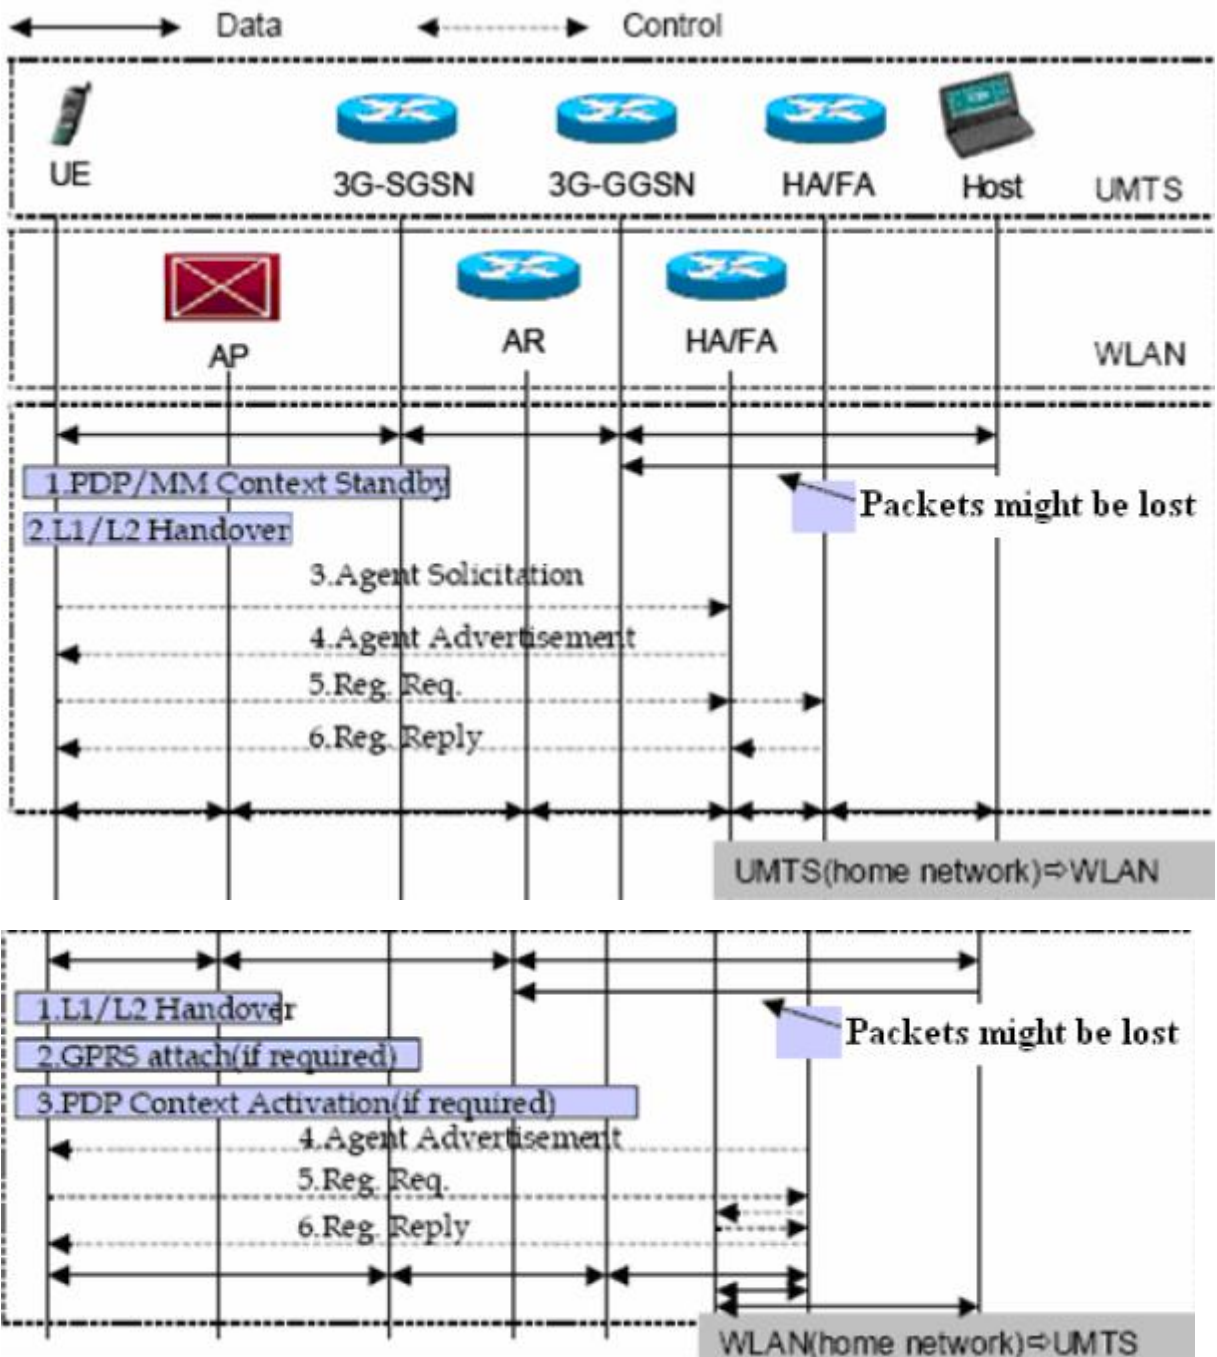 Data
Control
UE
3G-SGSN
3G-GGSN
HA/FA
Host
UMTS
AP
AR
HA/FA
WLAN
1.PDP/MM Context Standby
Packets might be lost
2.L1/L2 Handover
3.Agent Solicitation
4.Agent Advertisement
5.Reg. Req.
6.Reg. Reply
UMTS(home network)⇨WLAN
1.L1/L2 Handover
Packets might be lost
2.GPRS attach(if required)
3.PDP Context Activation(if required)
4.Agent Advertisement
5.Reg. Req.
6.Reg. Reply
WLAN(home network)⇨UMTS